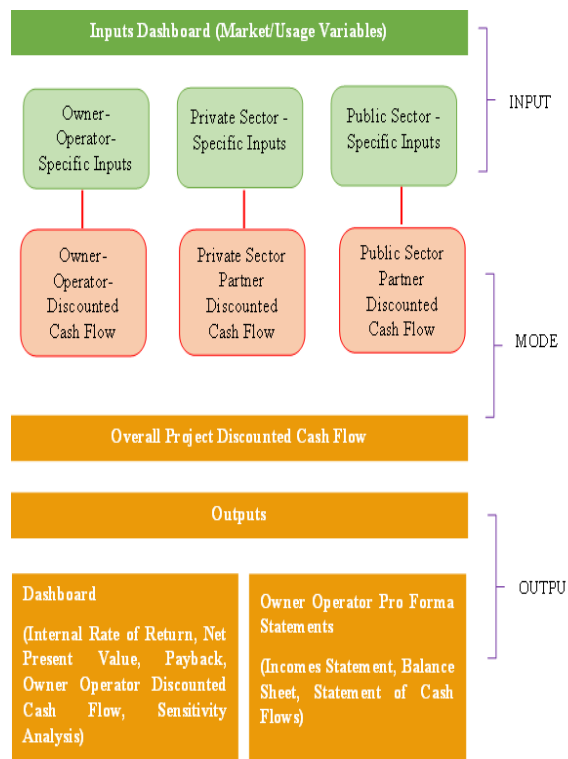 Inputs Dashboard (Market/Usage Variables)
INPUT
Owner-
Operator-
Specific Inputs
Private Sector -
Specific Inputs
Public Sector -
Specific Inputs
Owner-
Operator-
Discounted
Cash Flow
Private Sector
Partner
Discounted
Cash Flow
Public Sector
Partner
Discounted
Cash Flow
MODE
Overall Project Discounted Cash Flow
Outputs
OUTPU
Dashboard
(Internal Rate of Return, Net
Present Value, Payback,
Owner Operator Discounted
Cash Flow, Sensitivity
Analysis)
Owner Operator Pro Forma
Statements
(Incomes Statement, Balance
Sheet, Statement of Cash
Flows)